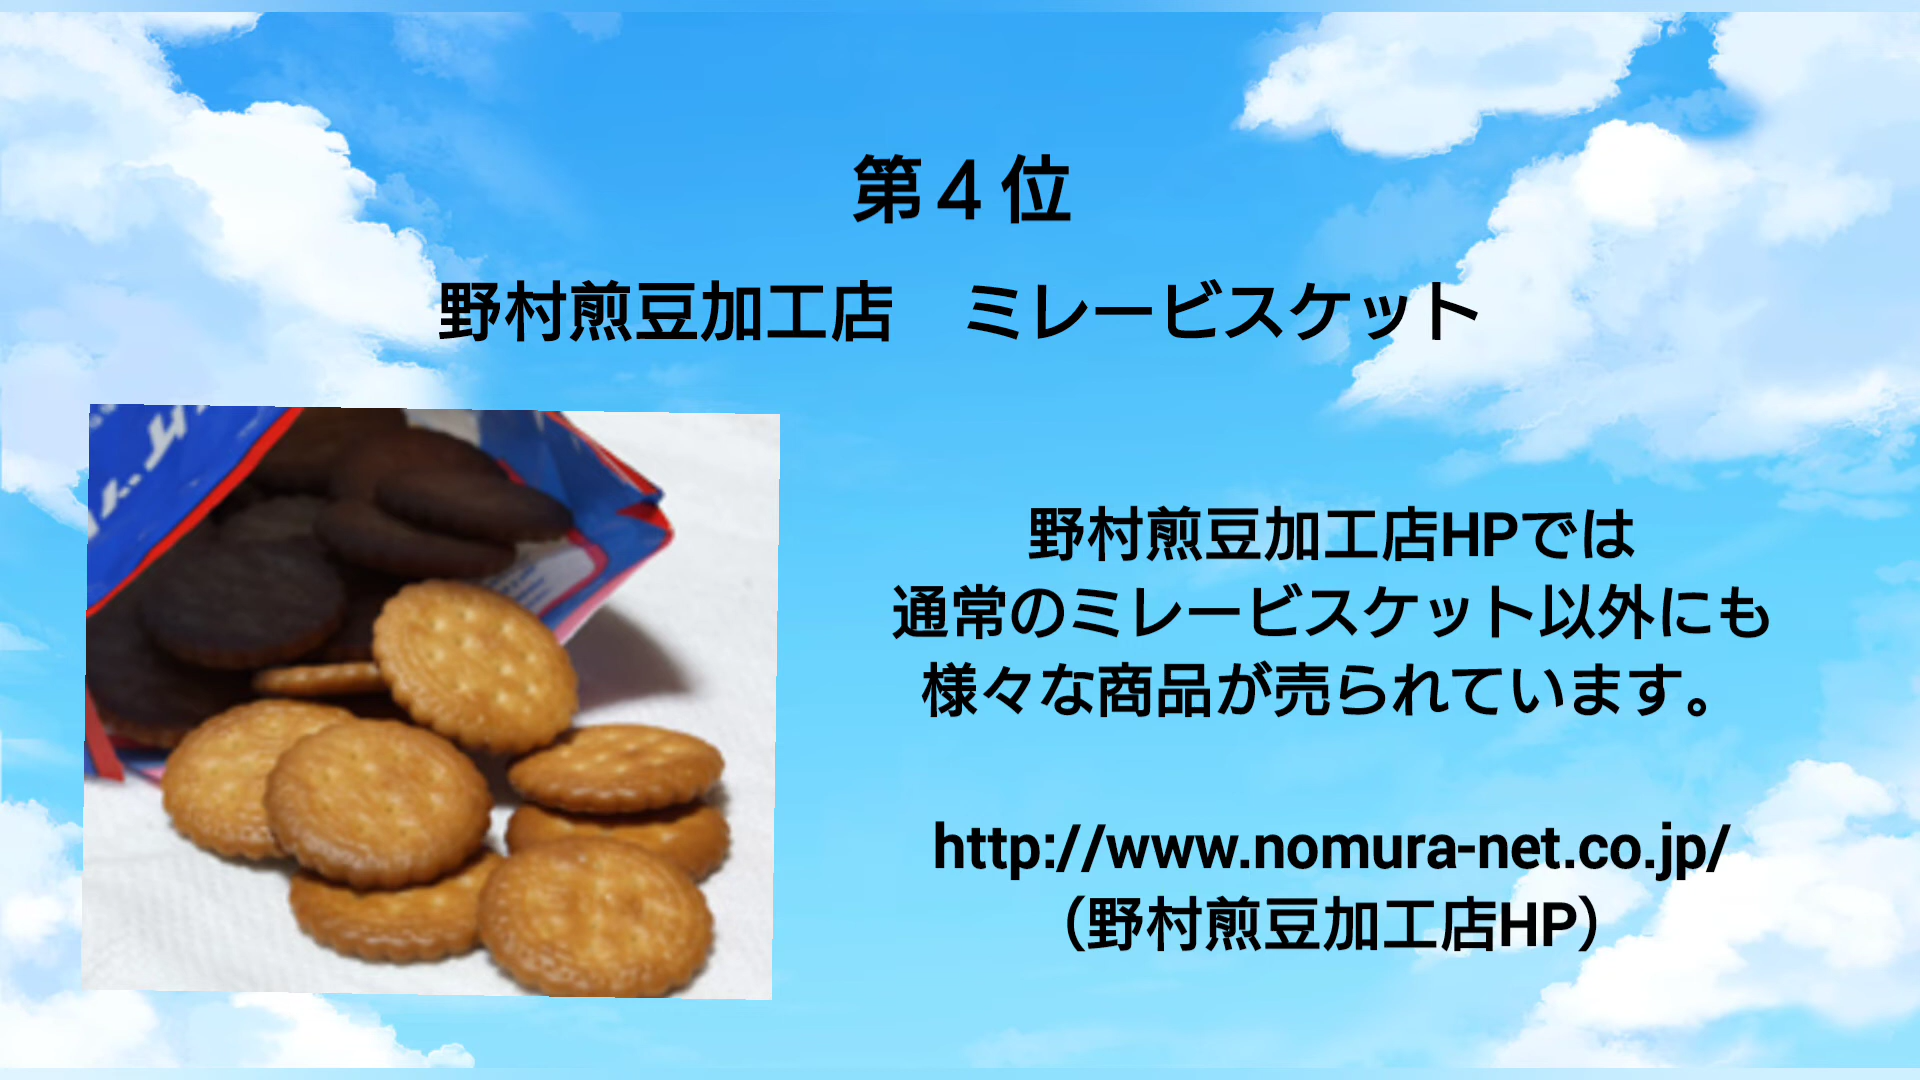 第４位
野村煎豆加工店　ミレービスケット
野村煎豆加工店HPでは
通常のミレービスケット以外にも
様々な商品が売られています。
http://www.nomura-net.co.jp/
（野村煎豆加工店HP）